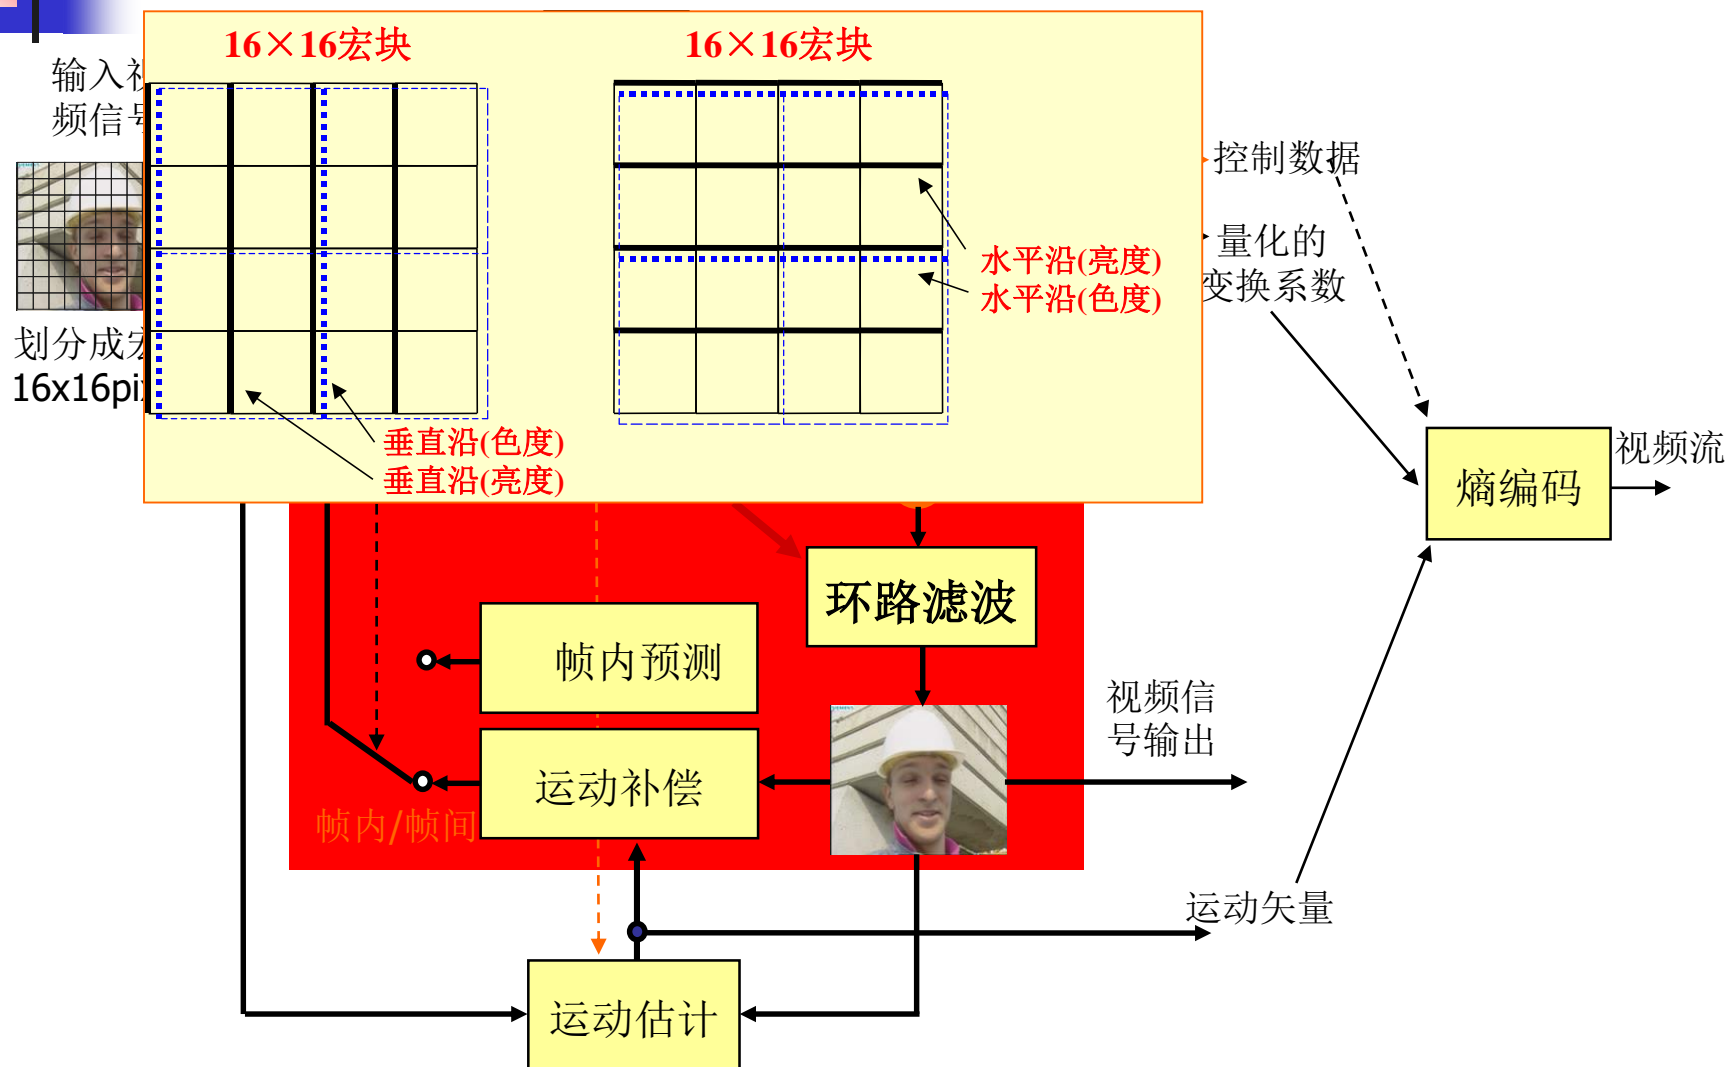 16×16宏块
16×16宏块
输入
频信
水平沿(亮度)
水平沿(色度)
垂直沿(色度)
垂直沿(亮度)
划分成
16x16pi
控制数据
量化的
变换系数
熵编码
视频流
环路滤波
帧内预测
运动补偿
帧内/帧间
视频信
号输出
运动矢量
运动估计